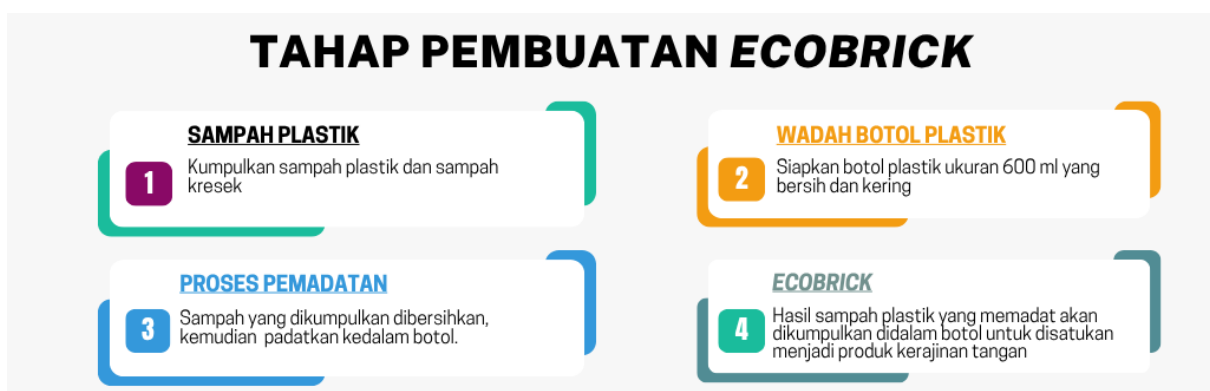 TAHAP PEMBUATAN ECOBRICK
SAMPAH PLASTIK
1
Kumpulkan sampah plastik dan sampah
kresek
WADAH BOTOL PLASTIK
2
Siapkan botol plastik ukuran 600 ml yang
bersih dan kering
PROSES PEMADATAN
3
Sampah yang dikumpulkan dibersihkan,
kemudian padatkan kedalam botol.
ECOBRICK
4
Hasil sampah plastik yang memadat akan
dikumpulkan didalam botol untuk disatukan
menjadi produk kerajinan tangan